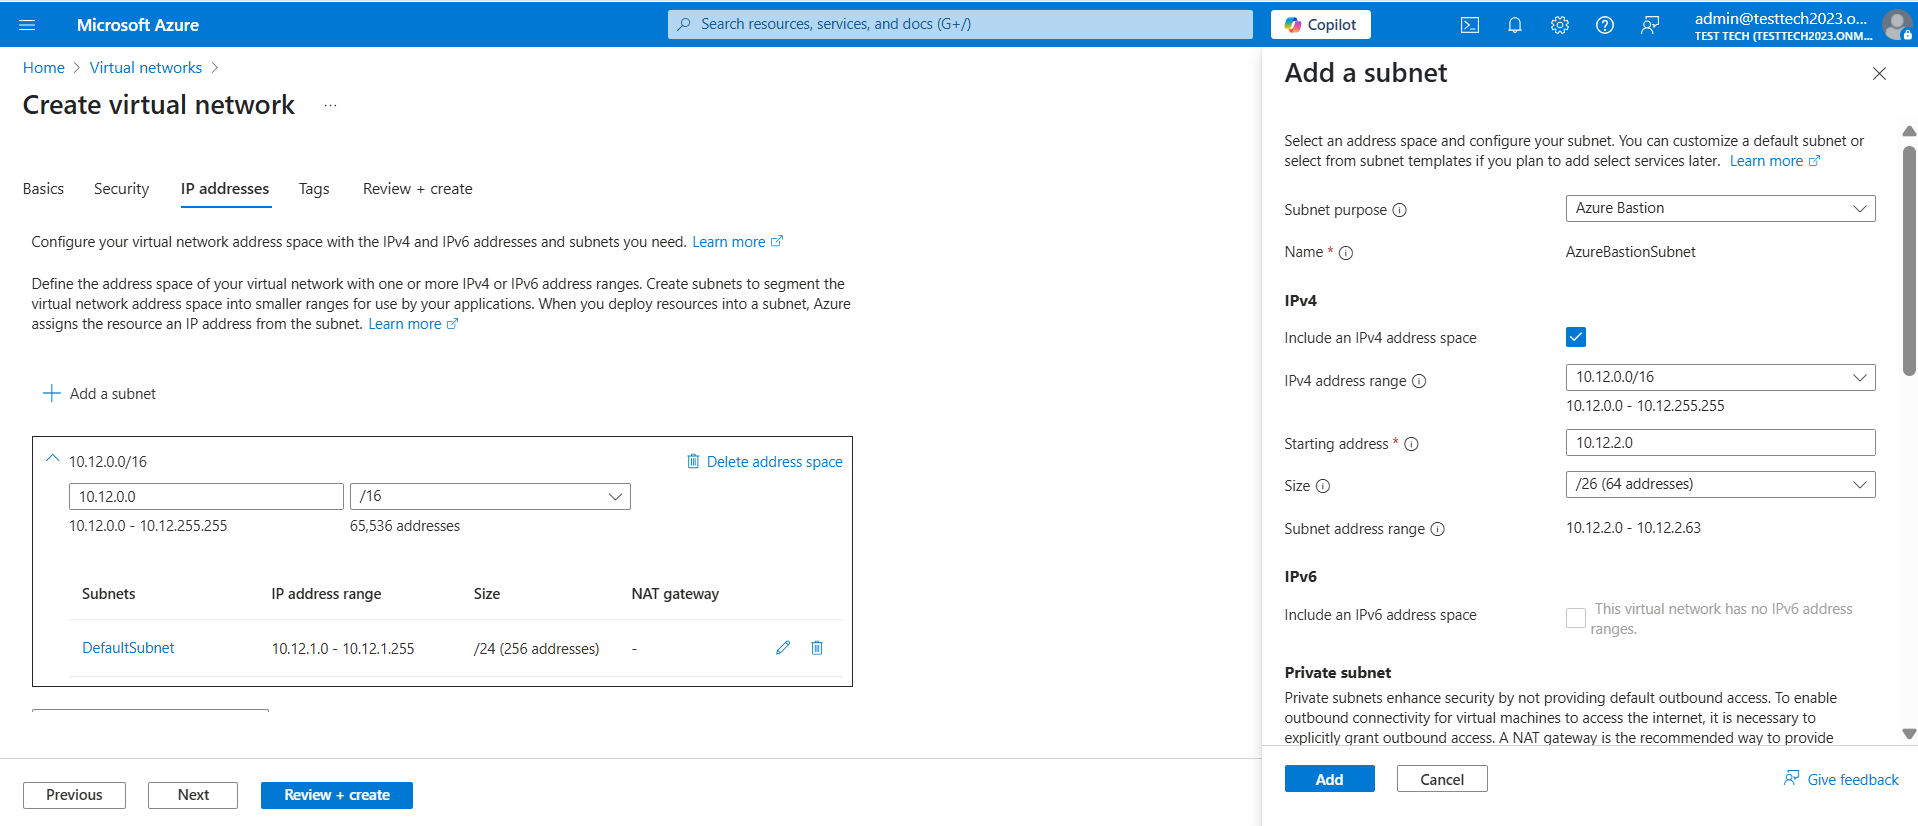 Microsoft Azure
Search resources, services, and docs (G+/)
Copilot
admin@testtech2023.o...
TEST TECH (TESTTECH2023.ONM...
Home > Virtual networks >
Create virtual network ...
Basics Security IP addresses Tags Review + create
Configure your virtual network address space with the IPv4 and IPv6 addresses and subnets you need. Learn more
Define the address space of your virtual network with one or more IPv4 or IPv6 address ranges. Create subnets to segment the
virtual network address space into smaller ranges for use by your applications. When you deploy resources into a subnet, Azure
assigns the resource an IP address from the subnet. Learn more
Add a subnet
10.12.0.0/16 Delete address space
10.12.0.0 /16
10.12.0.0 - 10.12.255.255 65,536 addresses
Subnets IP address range Size NAT gateway
DefaultSubnet 10.12.1.0 - 10.12.1.255 /24 (256 addresses) -
Previous Next Review + create
Add a subnet
Select an address space and configure your subnet. You can customize a default subnet or
select from subnet templates if you plan to add select services later. Learn more
Subnet purpose Azure Bastion
Name * AzureBastionSubnet
IPv4
Include an IPv4 address space
IPv4 address range 10.12.0.0/16
10.12.0.0 - 10.12.255.255
Starting address * 10.12.2.0
Size /26 (64 addresses)
Subnet address range 10.12.2.0 - 10.12.2.63
IPv6
Include an IPv6 address space This virtual network has no IPv6 address
ranges.
Private subnet
Private subnets enhance security by not providing default outbound access. To enable
outbound connectivity for virtual machines to access the internet, it is necessary to
explicitly grant outbound access. A NAT gateway is the recommended way to provide
Add Cancel Give feedback